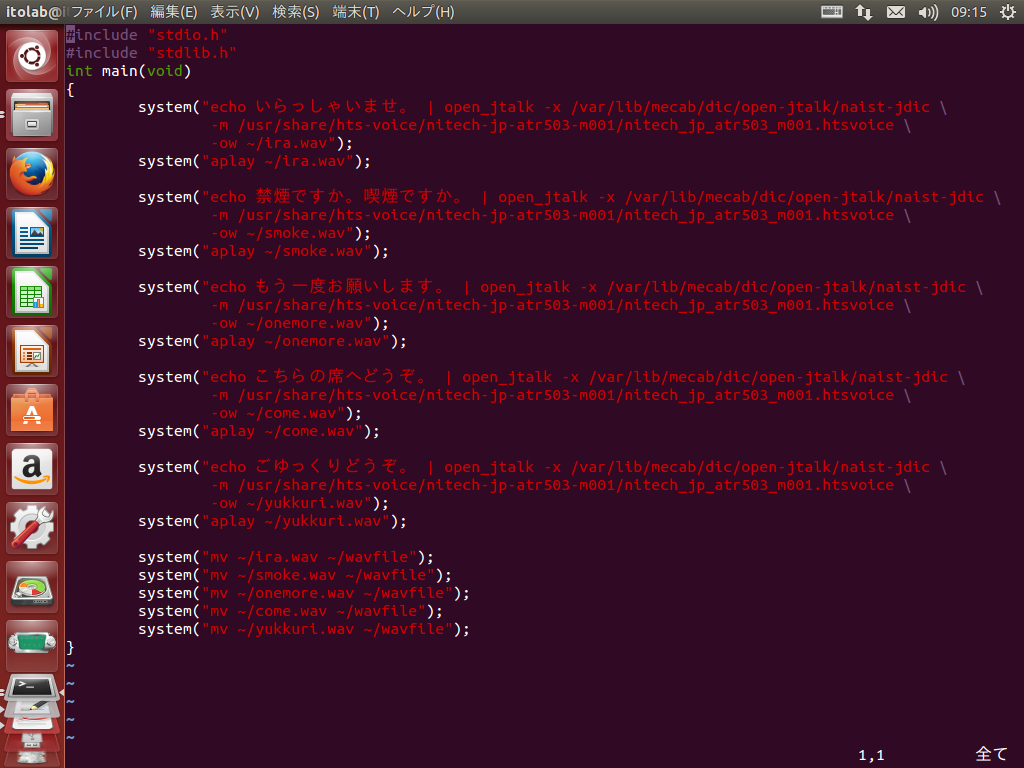 itolab@i ファイル(F) 編集(E) 表示(V) 検索(S) 端末(T) ヘルプ(H) 09:15
#include "stdio.h"
#include "stdlib.h"
int main(void)
{
        system("echo いらっしゃいませ。 | open_jtalk -x /var/lib/mecab/dic/open-jtalk/naist-jdic \
                -m /usr/share/hts-voice/nitech-jp-atr503-m001/nitech_jp_atr503_m001.htsvoice \
                -ow ~/ira.wav");
        system("aplay ~/ira.wav");
        system("echo 禁煙ですか。喫煙ですか。 | open_jtalk -x /var/lib/mecab/dic/open-jtalk/naist-jdic \
                -m /usr/share/hts-voice/nitech-jp-atr503-m001/nitech_jp_atr503_m001.htsvoice \
                -ow ~/smoke.wav");
        system("aplay ~/smoke.wav");
        system("echo もう一度お願いします。 | open_jtalk -x /var/lib/mecab/dic/open-jtalk/naist-jdic \
                -m /usr/share/hts-voice/nitech-jp-atr503-m001/nitech_jp_atr503_m001.htsvoice \
                -ow ~/onemore.wav");
        system("aplay ~/onemore.wav");
        system("echo こちらの席へどうぞ。 | open_jtalk -x /var/lib/mecab/dic/open-jtalk/naist-jdic \
                -m /usr/share/hts-voice/nitech-jp-atr503-m001/nitech_jp_atr503_m001.htsvoice \
                -ow ~/come.wav");
        system("aplay ~/come.wav");
        system("echo ごゆっくりどうぞ。 | open_jtalk -x /var/lib/mecab/dic/open-jtalk/naist-jdic \
                -m /usr/share/hts-voice/nitech-jp-atr503-m001/nitech_jp_atr503_m001.htsvoice \
                -ow ~/yukkuri.wav");
        system("aplay ~/yukkuri.wav");
        system("mv ~/ira.wav ~/wavfile");
        system("mv ~/smoke.wav ~/wavfile");
        system("mv ~/onemore.wav ~/wavfile");
        system("mv ~/come.wav ~/wavfile");
        system("mv ~/yukkuri.wav ~/wavfile");
}
~
~
~
~
~
1,1 全て